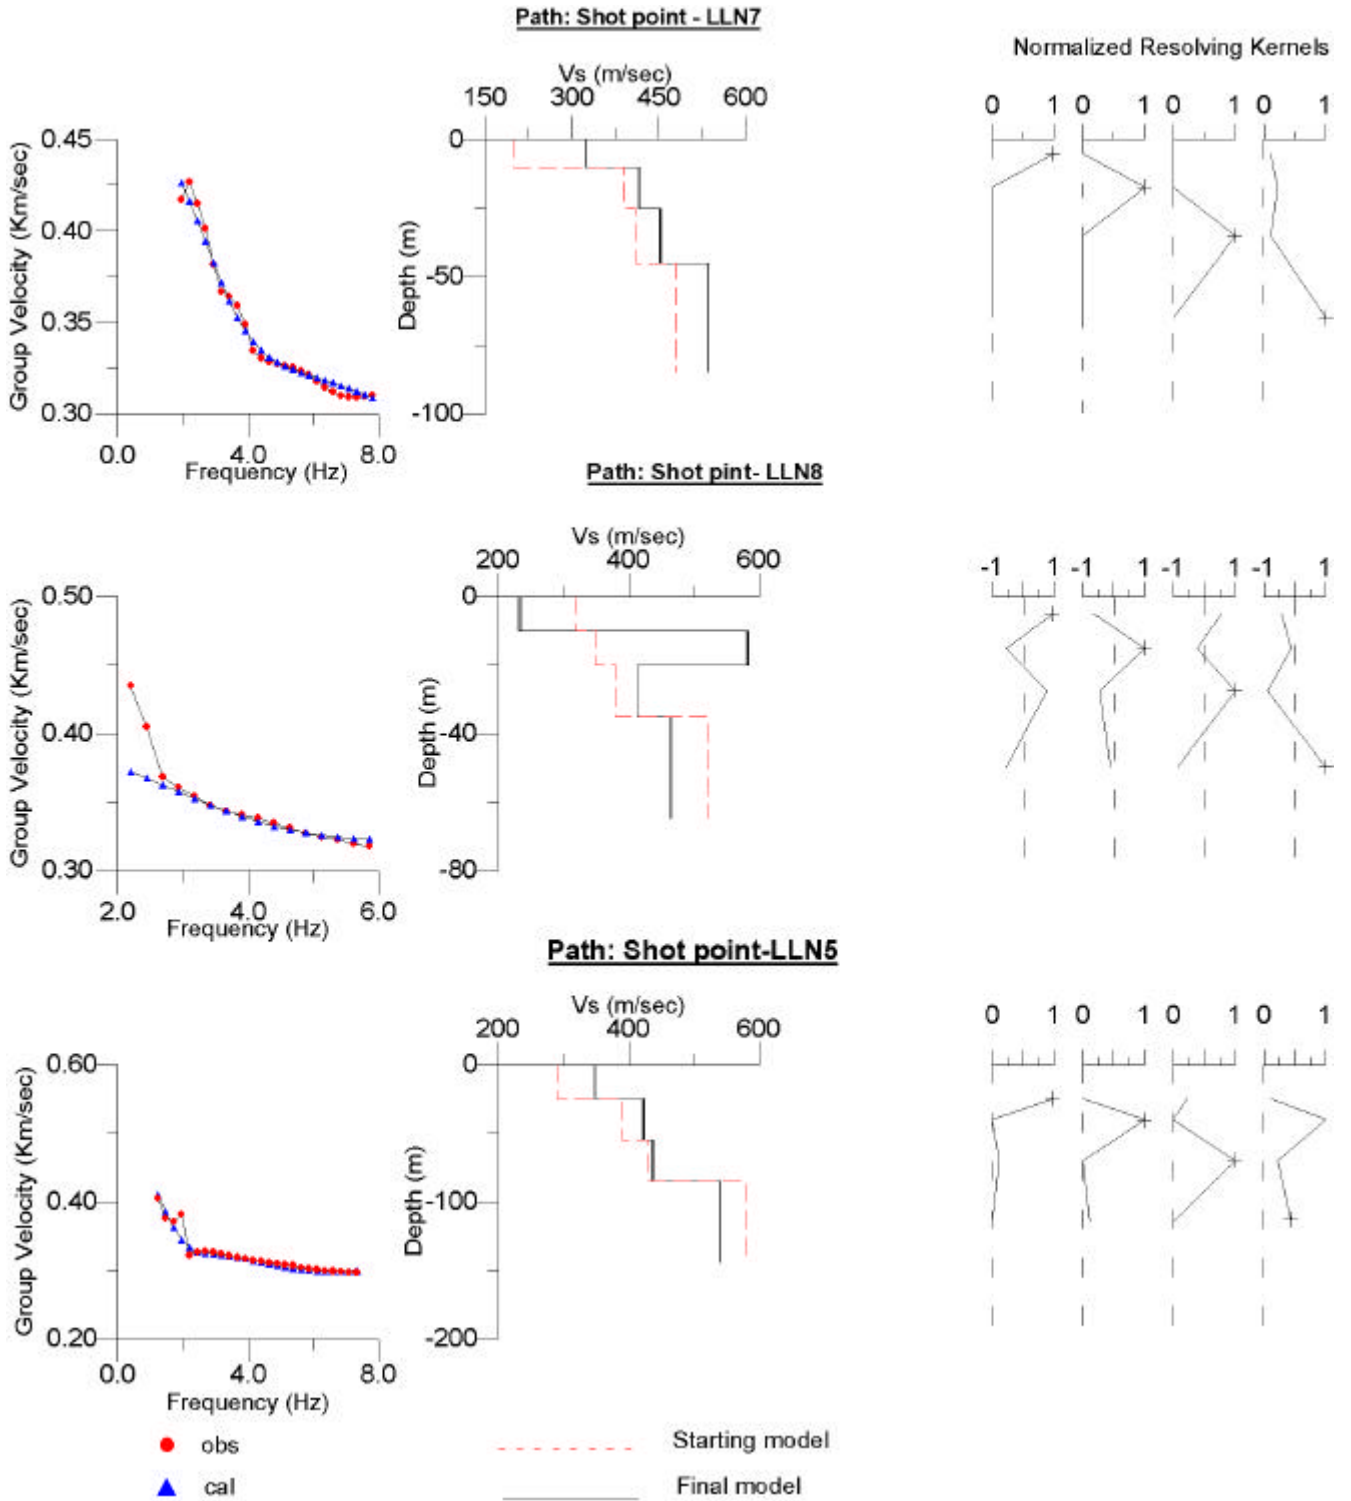 Path: Shot point - LLN7
Normalized Resolving Kernels
Vs (m/sec)
150 300 450 600
0 1 0 1 0 1 0 1
Group Velocity (Km/sec)
0.45
0.40
0.35
0.30
0.0 4.0 8.0
Frequency (Hz)
Depth (m)
0
-50
-100
Path: Shot pint- LLN8
Vs (m/sec)
200 400 600
-1 1 -1 1 -1 1 -1 1
Group Velocity (Km/sec)
0.50
0.40
0.30
2.0 4.0 6.0
Frequency (Hz)
Depth (m)
0
-40
-80
Path: Shot point-LLN5
Vs (m/sec)
200 400 600
0 1 0 1 0 1 0 1
Group Velocity (Km/sec)
0.60
0.40
0.20
0.0 4.0 8.0
Frequency (Hz)
Depth (m)
0
-100
-200
obs
cal
Starting model
Final model